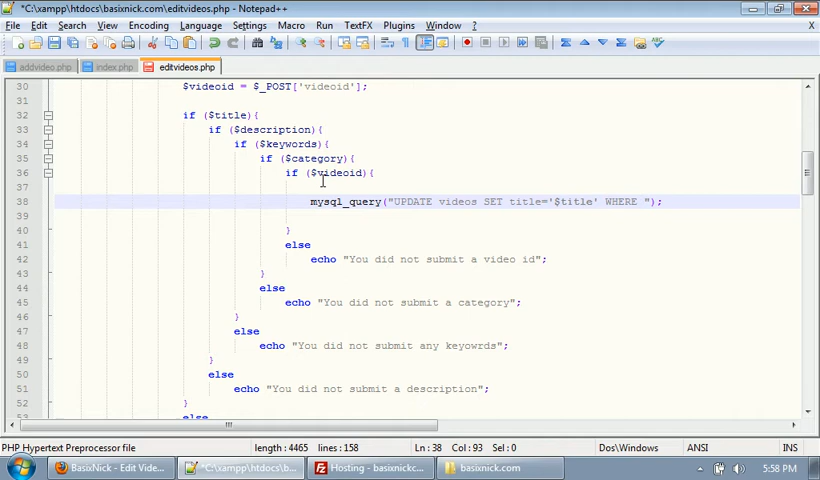 *C:\xampp\htdocs\basixnick.com\editvideos.php - Notepad++
File Edit Search View Encoding Language Settings Macro Run TextFX Plugins Window ? X
addvideo.php index.php editvideos.php
30 $videoid = $_POST['videoid'];
31
32 if ($title){
33 if ($description){
34 if ($keywords){
35 if ($category){
36 if ($videoid){
37
38 mysql_query("UPDATE videos SET title='$title' WHERE ");
39
40 }
41 else
42 echo "You did not submit a video id";
43 }
44 else
45 echo "You did not submit a category";
46 }
47 else
48 echo "You did not submit any keyowrds";
49 }
50 else
51 echo "You did not submit a description";
52 }
53 else
PHP Hypertext Preprocessor file length : 4465 lines : 158 Ln : 38 Col : 93 Sel : 0 Dos\Windows ANSI INS
BasixNick - Edit Vide... *C:\xampp\htdocs\b... Hosting - basixnickc... basixnick.com 5:58 PM